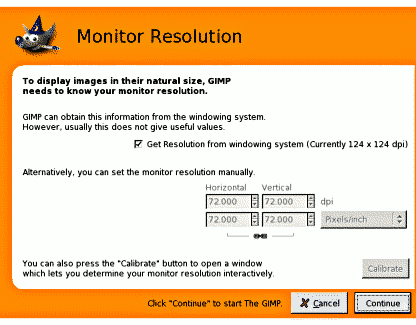 Monitor Resolution
To display images in their natural size, GIMP
needs to know your monitor resolution.
GIMP can obtain this information from the windowing system.
However, usually this does not give useful values.
Get Resolution from windowing system (Currently 124 x 124 dpi)
Alternatively, you can set the monitor resolution manually.
Horizontal Vertical
72.000 72.000 dpi
72.000 72.000 Pixels/inch
You can also press the "Calibrate" button to open a window
which lets you determine your monitor resolution interactively.
Calibrate
Click "Continue" to start The GIMP.
Cancel
Continue